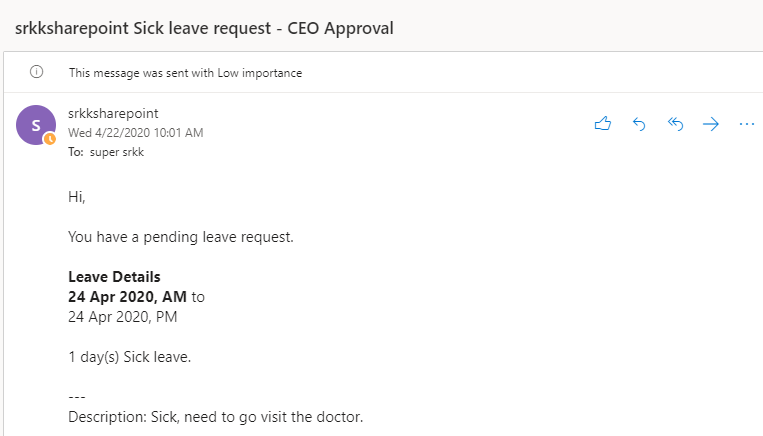 srkksharepoint Sick leave request - CEO Approval
This message was sent with Low importance
S
srkksharepoint
Wed 4/22/2020 10:01 AM
To: super srkk
Hi,
You have a pending leave request.
Leave Details
24 Apr 2020, AM to
24 Apr 2020, PM
1 day(s) Sick leave.
---
Description: Sick, need to go visit the doctor.